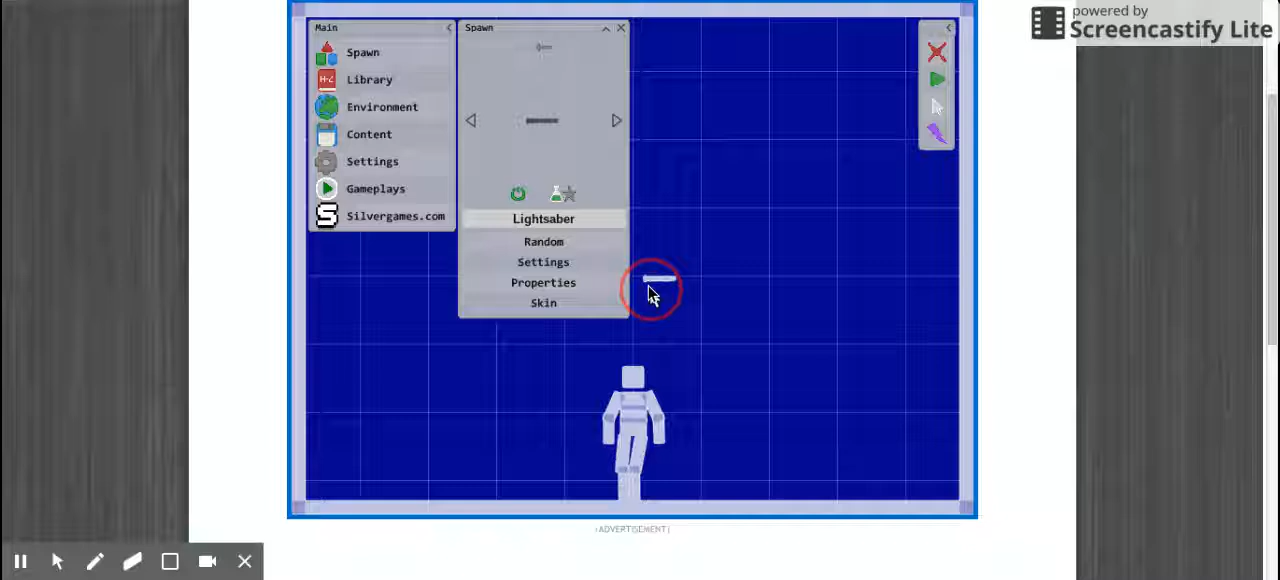 powered by
Screencastify Lite
Main
Spawn
Library
Environment
Content
Settings
Gameplays
Silvergames.com
Spawn
Lightsaber
Random
Settings
Properties
Skin
ADVERTISEMENT